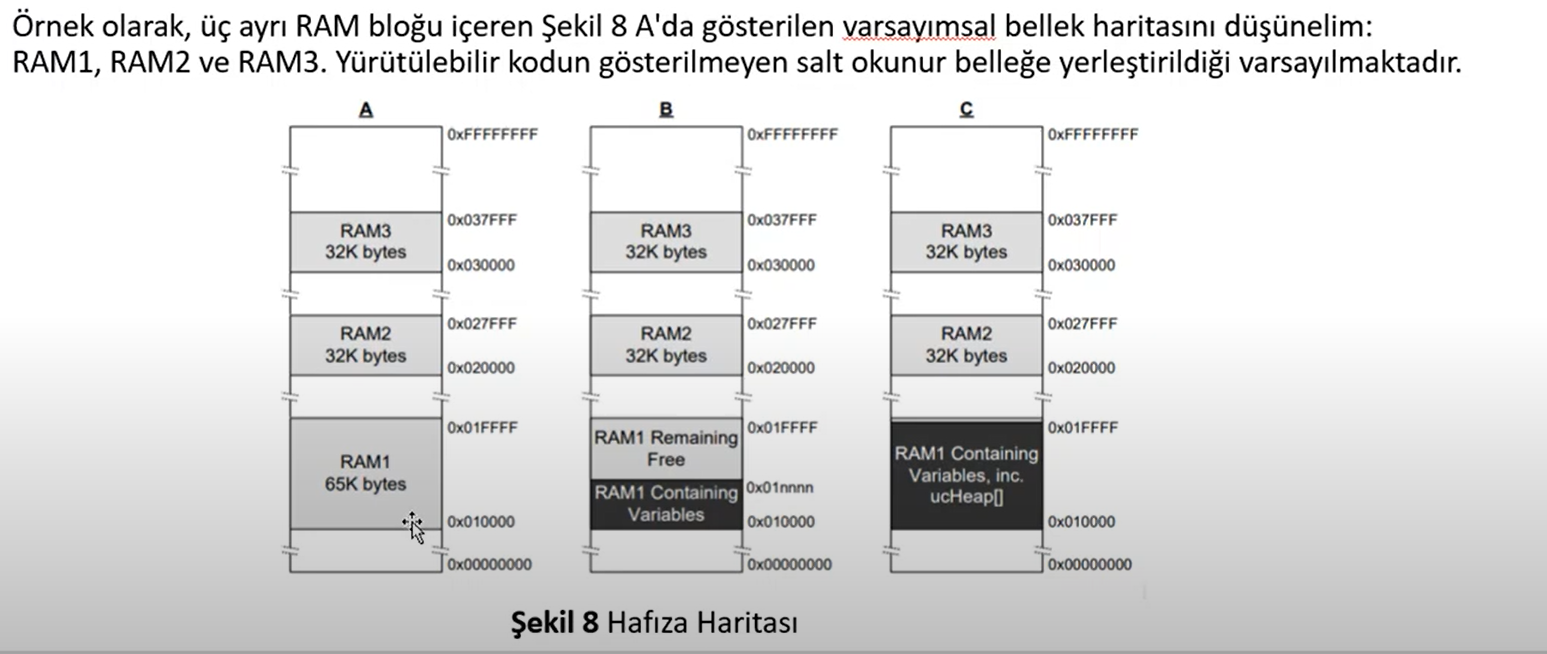 Örnek olarak, üç ayrı RAM bloğu içeren Şekil 8 A'da gösterilen varsayımsal bellek haritasını düşünelim:
RAM1, RAM2 ve RAM3. Yürütülebilir kodun gösterilmeyen salt okunur belleğe yerleştirildiği varsayılmaktadır.
A
0xFFFFFFFF
RAM3
32K bytes
0x037FFF
0x030000
RAM2
32K bytes
0x027FFF
0x020000
RAM1
65K bytes
0x01FFFF
0x010000
0x00000000
B
0xFFFFFFFF
RAM3
32K bytes
0x037FFF
0x030000
RAM2
32K bytes
0x027FFF
0x020000
RAM1 Remaining
Free
0x01FFFF
RAM1 Containing
Variables
0x01nnnn
0x010000
0x00000000
C
0xFFFFFFFF
RAM3
32K bytes
0x037FFF
0x030000
RAM2
32K bytes
0x027FFF
0x020000
RAM1 Containing
Variables, inc.
ucHeap[]
0x01FFFF
0x010000
0x00000000
Şekil 8 Hafıza Haritası